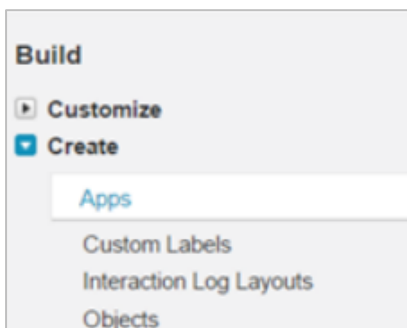 Build
Customize
Create
Apps
Custom Labels
Interaction Log Layouts
Objects